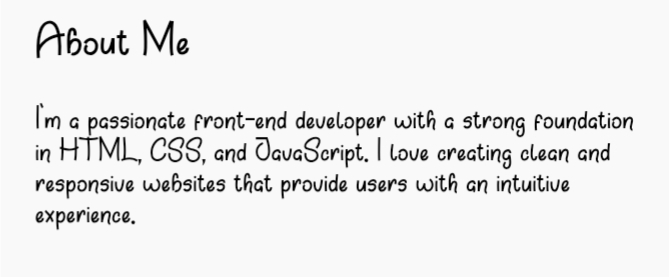 About Me
I'm a passionate front-end developer with a strong foundation
in HTML, CSS, and JavaScript. I love creating clean and
responsive websites that provide users with an intuitive
experience.